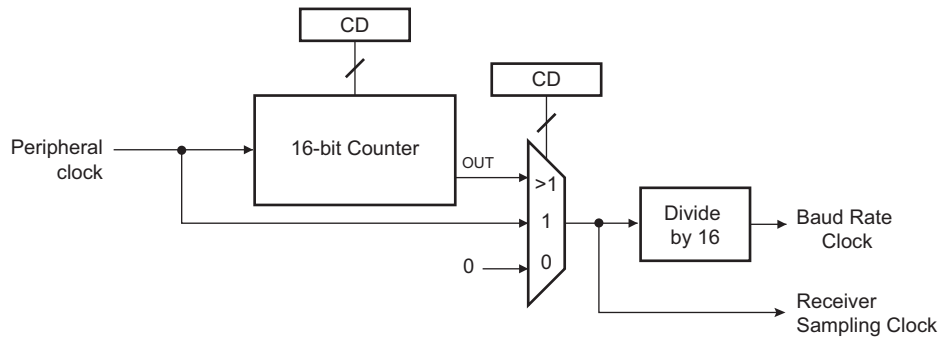 CD
CD
Peripheral
clock
16-bit Counter
OUT
>1
1
0
0
Divide
by 16
Baud Rate
Clock
Receiver
Sampling Clock